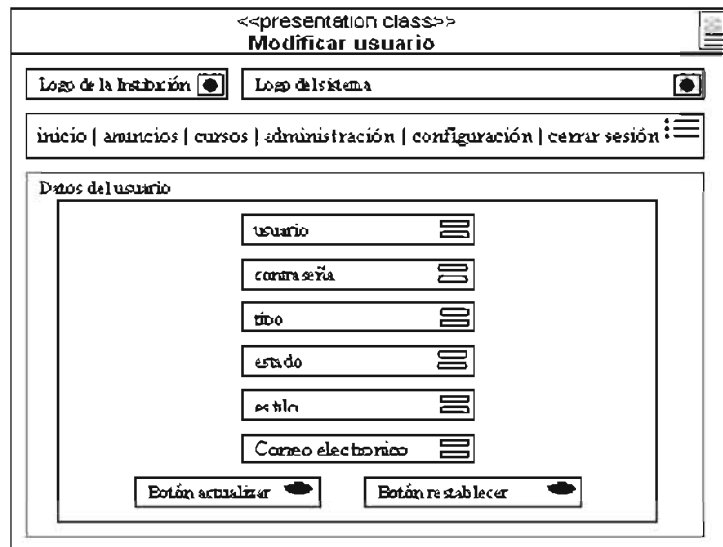 <<presentation class>>
Modificar usuario
Logo de la Institución
Logo del sistema
inicio | anuncios | cursos | administración | configuración | cerrar sesión
Datos del usuario
usuario
contraseña
tipo
estado
estilo
Correo electronico
Botón actualizar
Botón restablecer